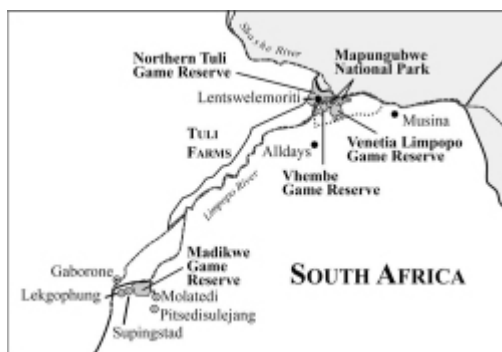 Shashe River
Northern Tuli
Game Reserve
Mapungubwe
National Park
Lentswelemoriti
Musina
TULI
FARMS
Alldays
Venetia Limpopo
Game Reserve
Vhembe
Game Reserve
Limpopo River
Gaborone
Madikwe
Game
Reserve
SOUTH AFRICA
Lekgophung
Molatedi
Pitsedisulejang
Supingstad